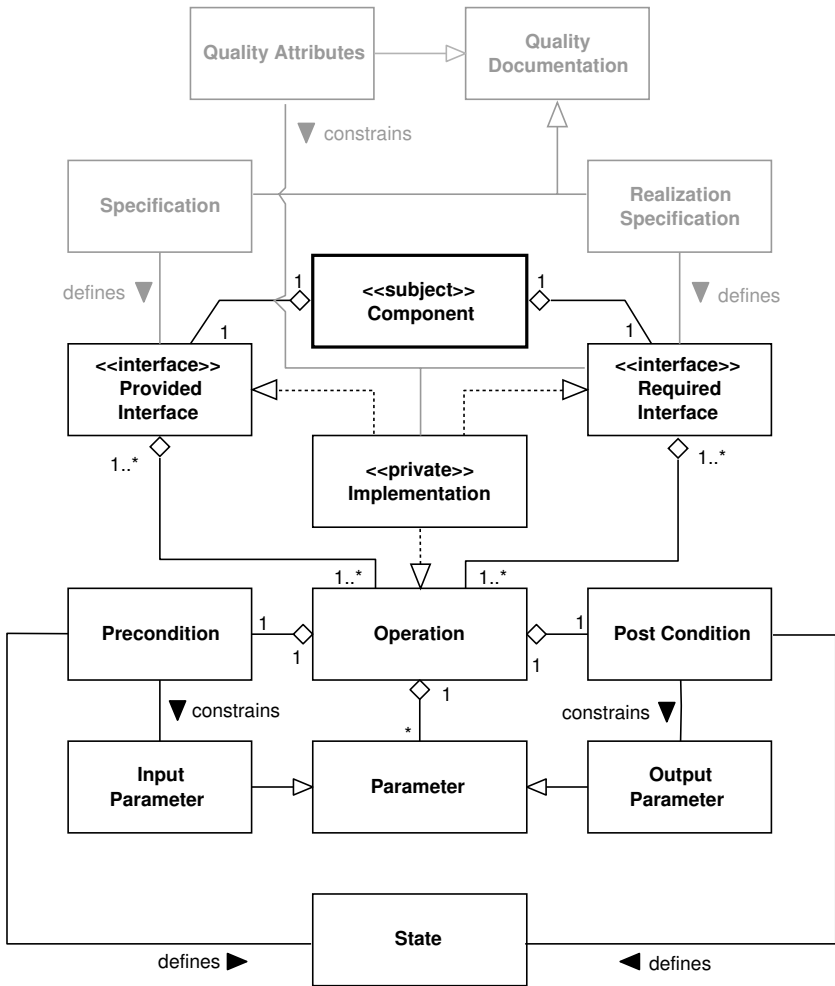 Quality Attributes
Quality
Documentation
constrains
Specification
Realization
Specification
defines
defines
1
<<subject>>
Component
1
1
1
<<interface>>
Provided
Interface
<<interface>>
Required
Interface
1..*
1..*
<<private>>
Implementation
1..*
1..*
Precondition
1
1
Operation
1
1
Post Condition
constrains
1
*
constrains
Input
Parameter
Parameter
Output
Parameter
State
defines
defines